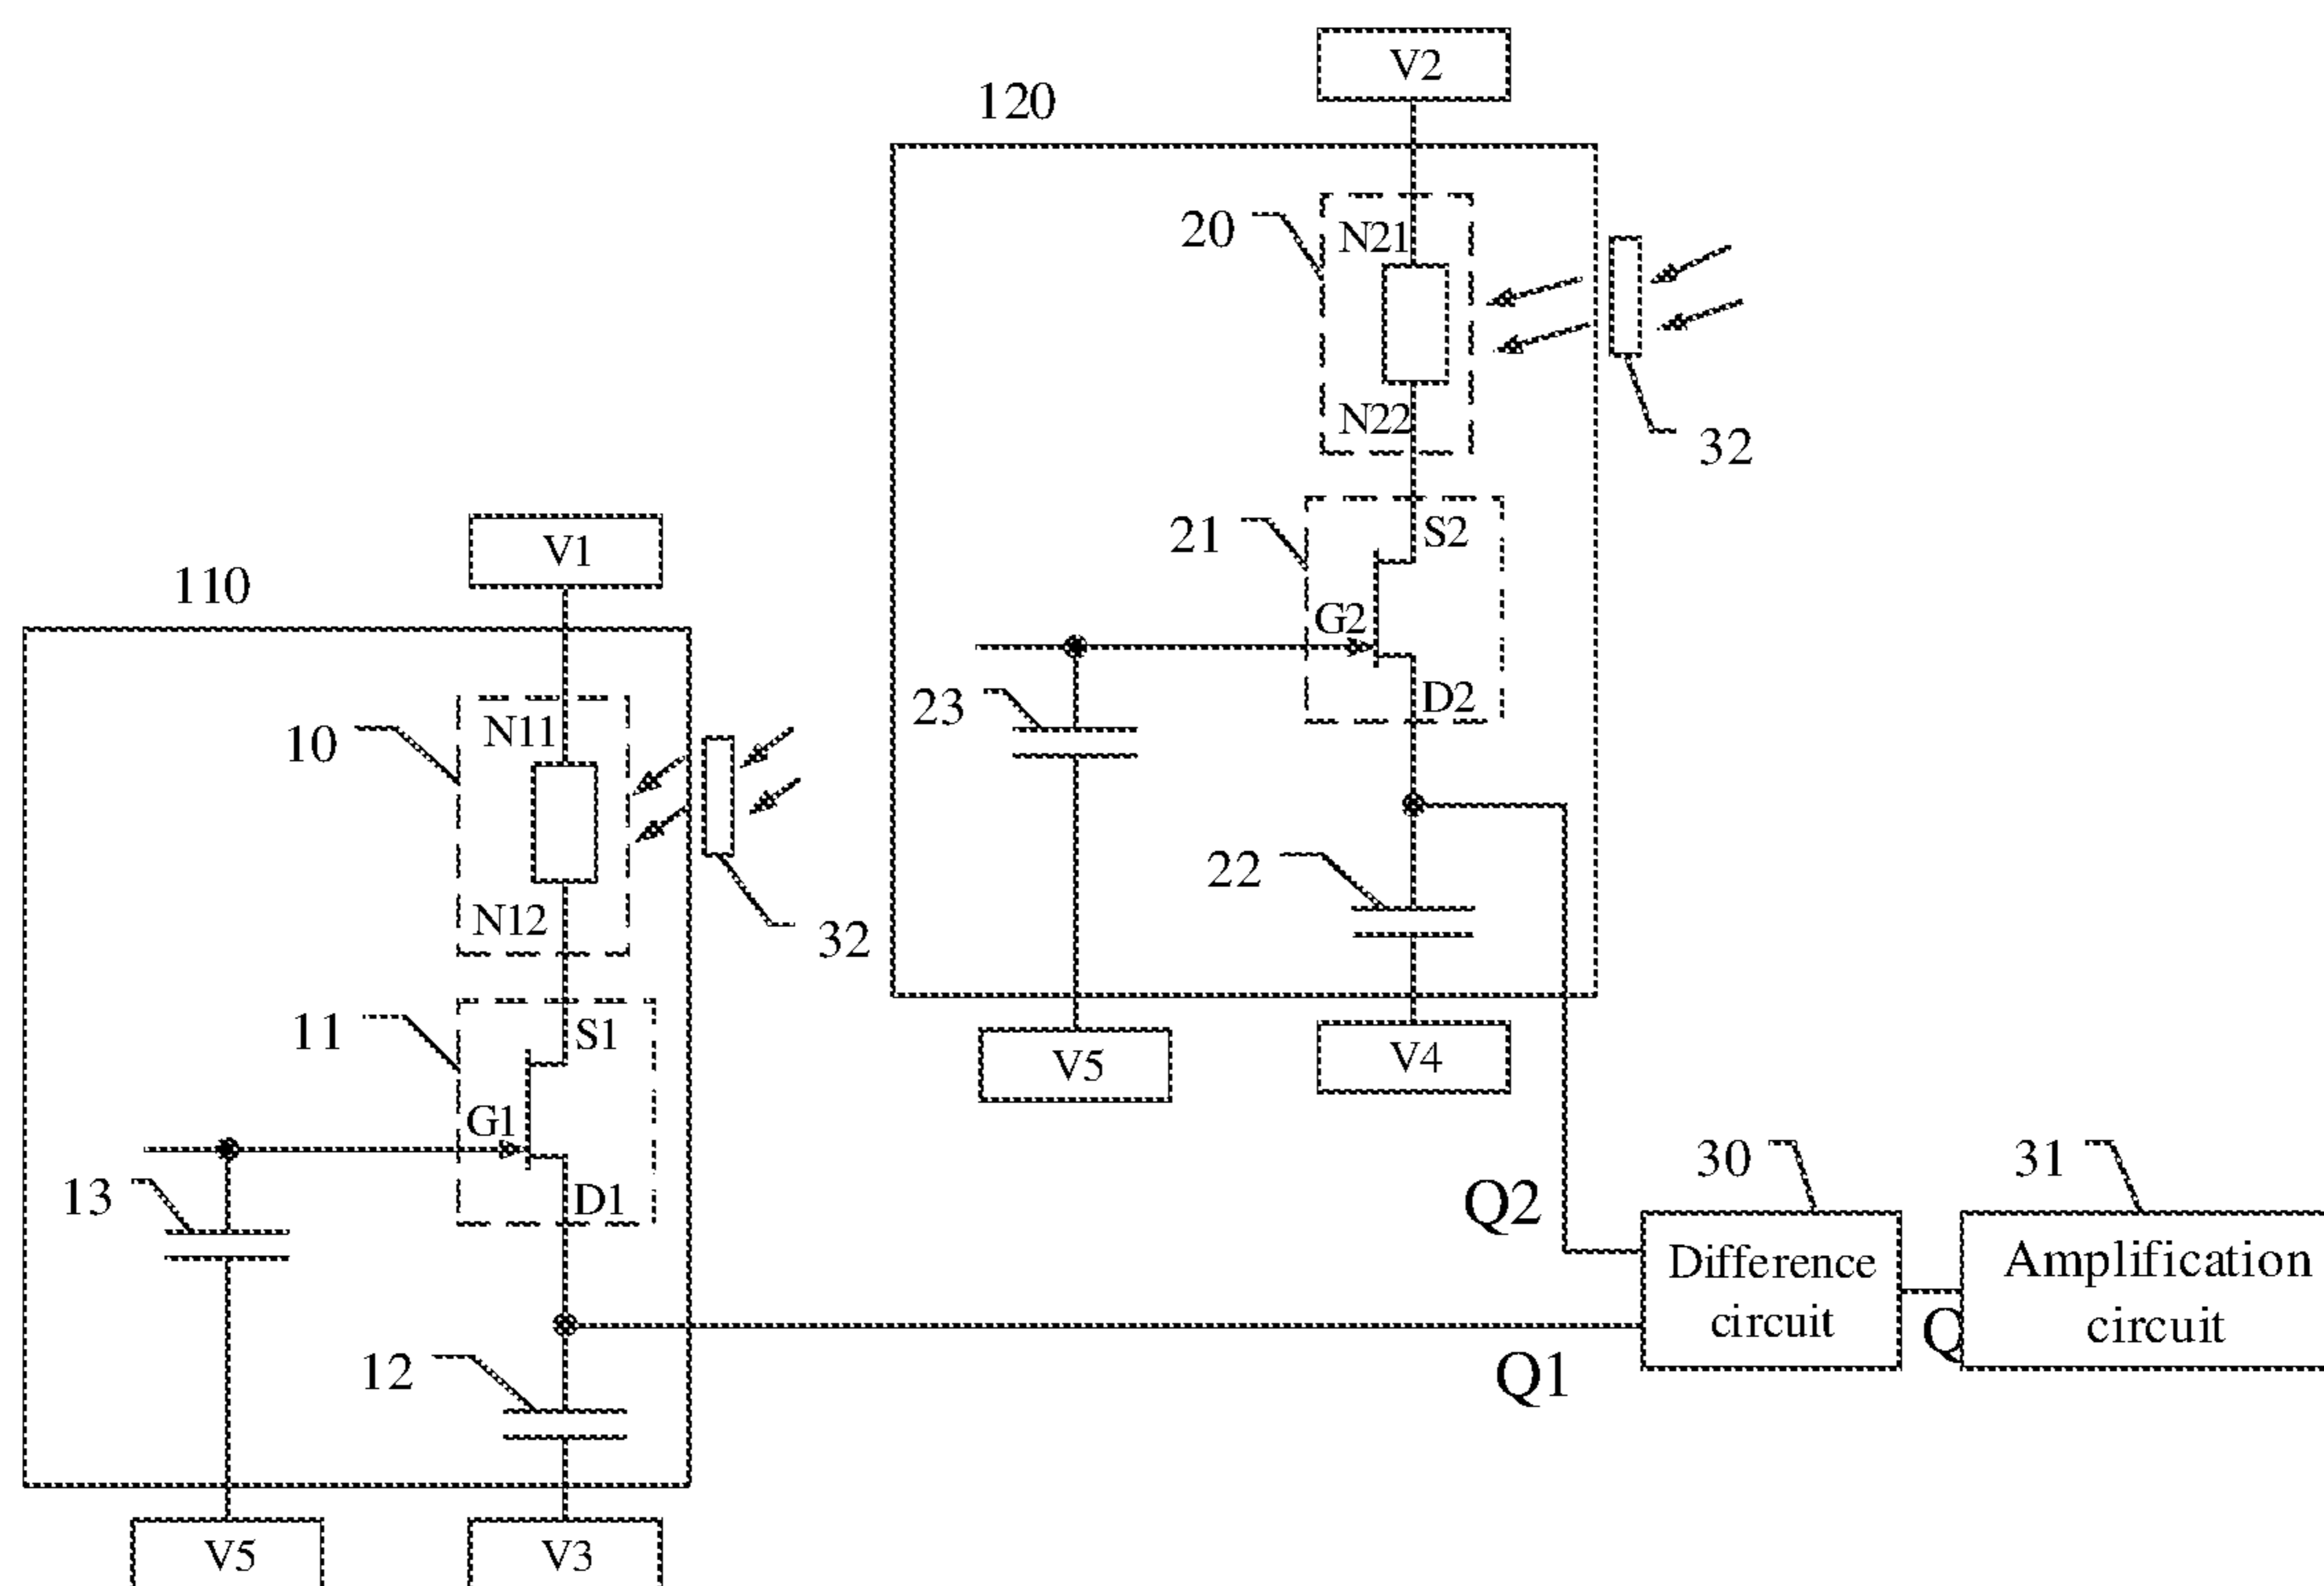 V2
120
20
N21
N22
32
21
S2
G2
D2
23
22
V5
V4
V1
110
10
N11
N12
32
11
S1
G1
D1
13
12
V5
V3
Q2
Q1
30
Difference
circuit
Q
31
Amplification
circuit